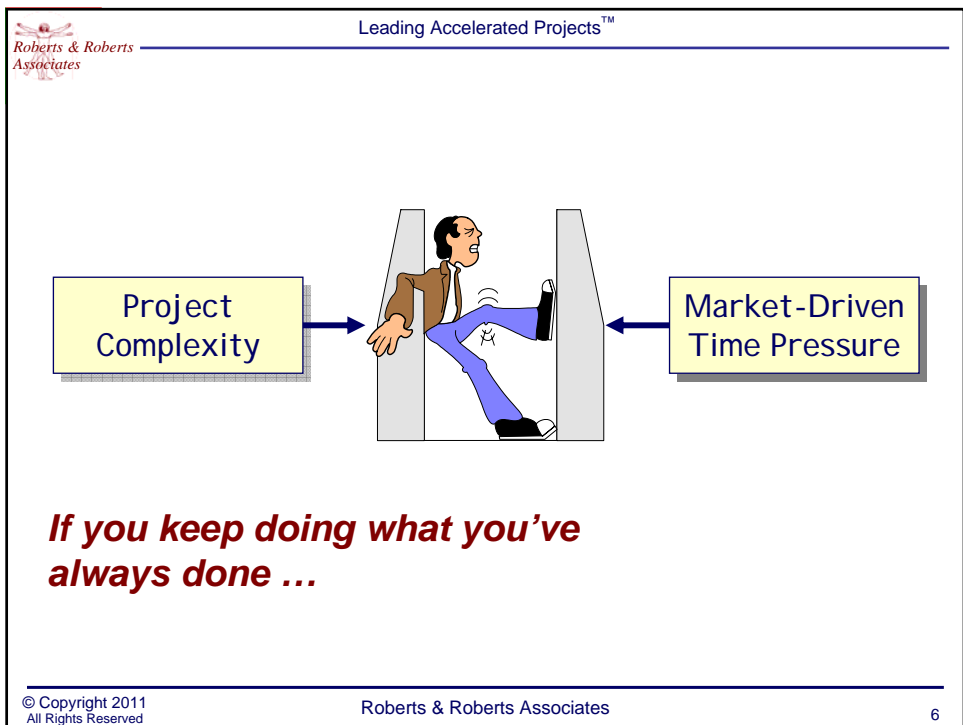 Leading Accelerated Projects™
Roberts & Roberts
Associates
Project
Complexity
Market-Driven
Time Pressure
If you keep doing what you’ve
always done …
© Copyright 2011
All Rights Reserved
Roberts & Roberts Associates
6